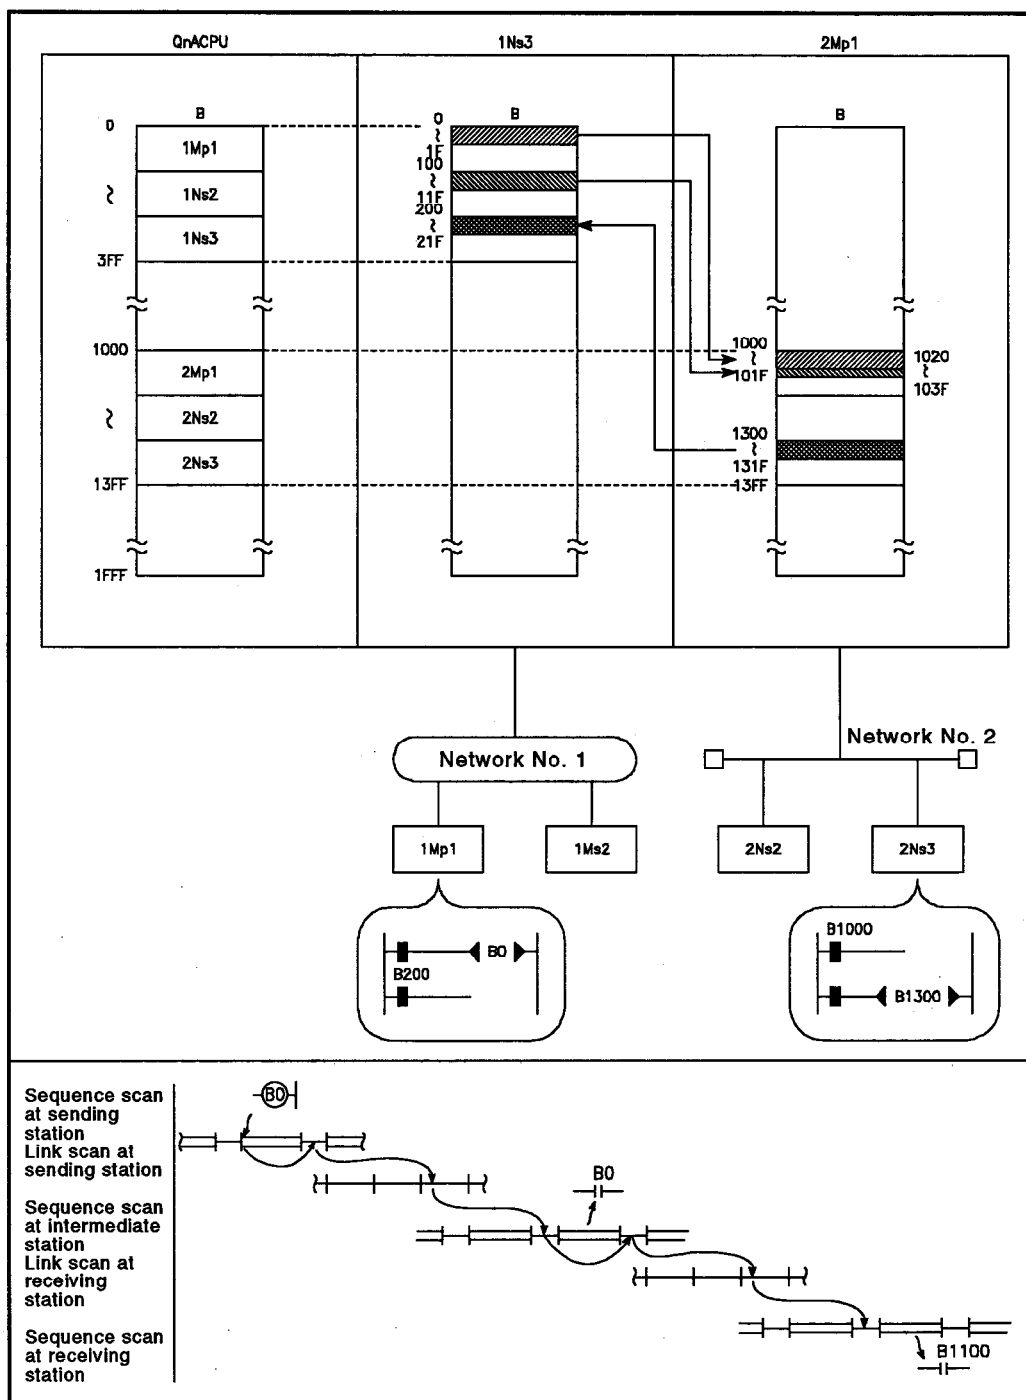 QnACPU
1Ns3
2Mp1
B
0
1Mp1
1Ns2
1Ns3
3FF
1000
2Mp1
2Ns2
2Ns3
13FF
1FFF
B
0
~
1F
100
~
11F
200
~
21F
B
1000
~
101F
1020
~
103F
1300
~
131F
13FF
Network No. 1
Network No. 2
1Mp1
1Ms2
2Ns2
2Ns3
B0
B200
B1000
B1300
Sequence scan
at sending
station
Link scan at
sending station
B0
Sequence scan
at intermediate
station
Link scan at
receiving
station
B0
Sequence scan
at receiving
station
B1100